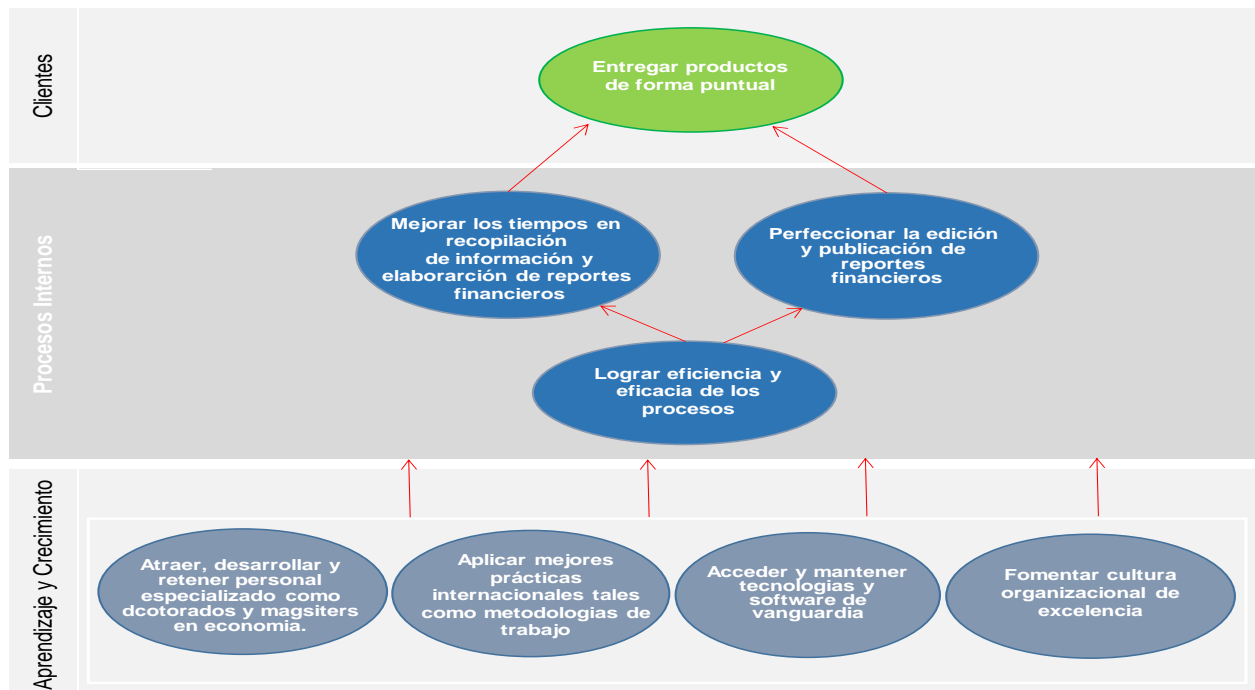 Clientes
Entregar productos
de forma puntual
Procesos Internos
Mejorar los tiempos en
recopilación
de información y
elaborarción de reportes
financieros
Perfeccionar la edición
y publicación de
reportes
financieros
Lograr eficiencia y
eficacia de los
procesos
Aprendizaje y Crecimiento
Atraer, desarrollar y
retener personal
especializado como
dcotorados y magsiters
en economia.
Aplicar mejores
prácticas
internacionales tales
como metodologias de
trabajo
Acceder y mantener
tecnologías y
software de
vanguardia
Fomentar cultura
organizacional de
excelencia